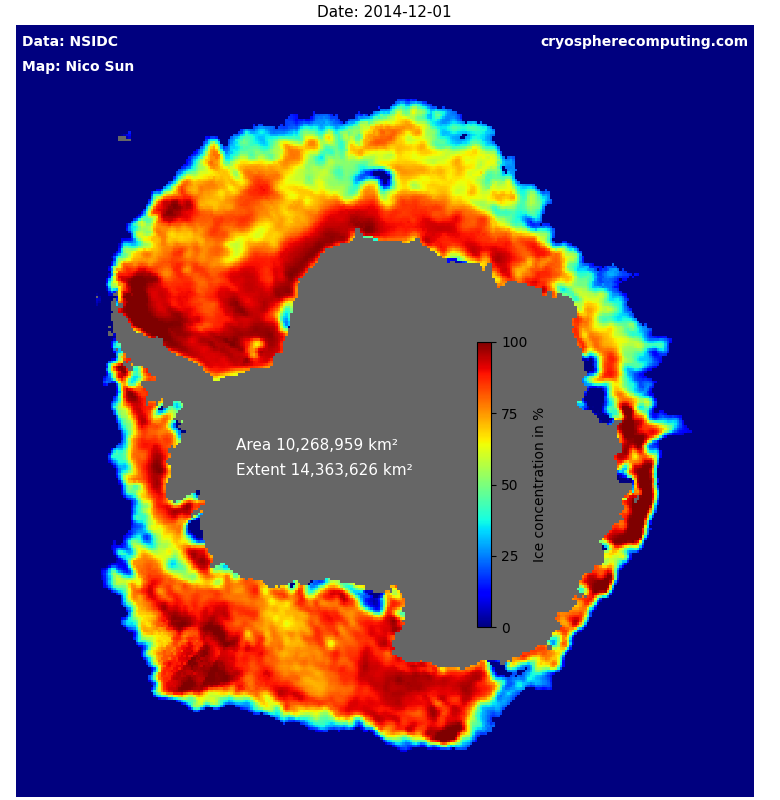 Date: 2014-12-01
Data: NSIDC
cryospherecomputing.com
Map: Nico Sun
100
75
50
25
0
Ice concentration in %
Area 10,268,959 km²
Extent 14,363,626 km²